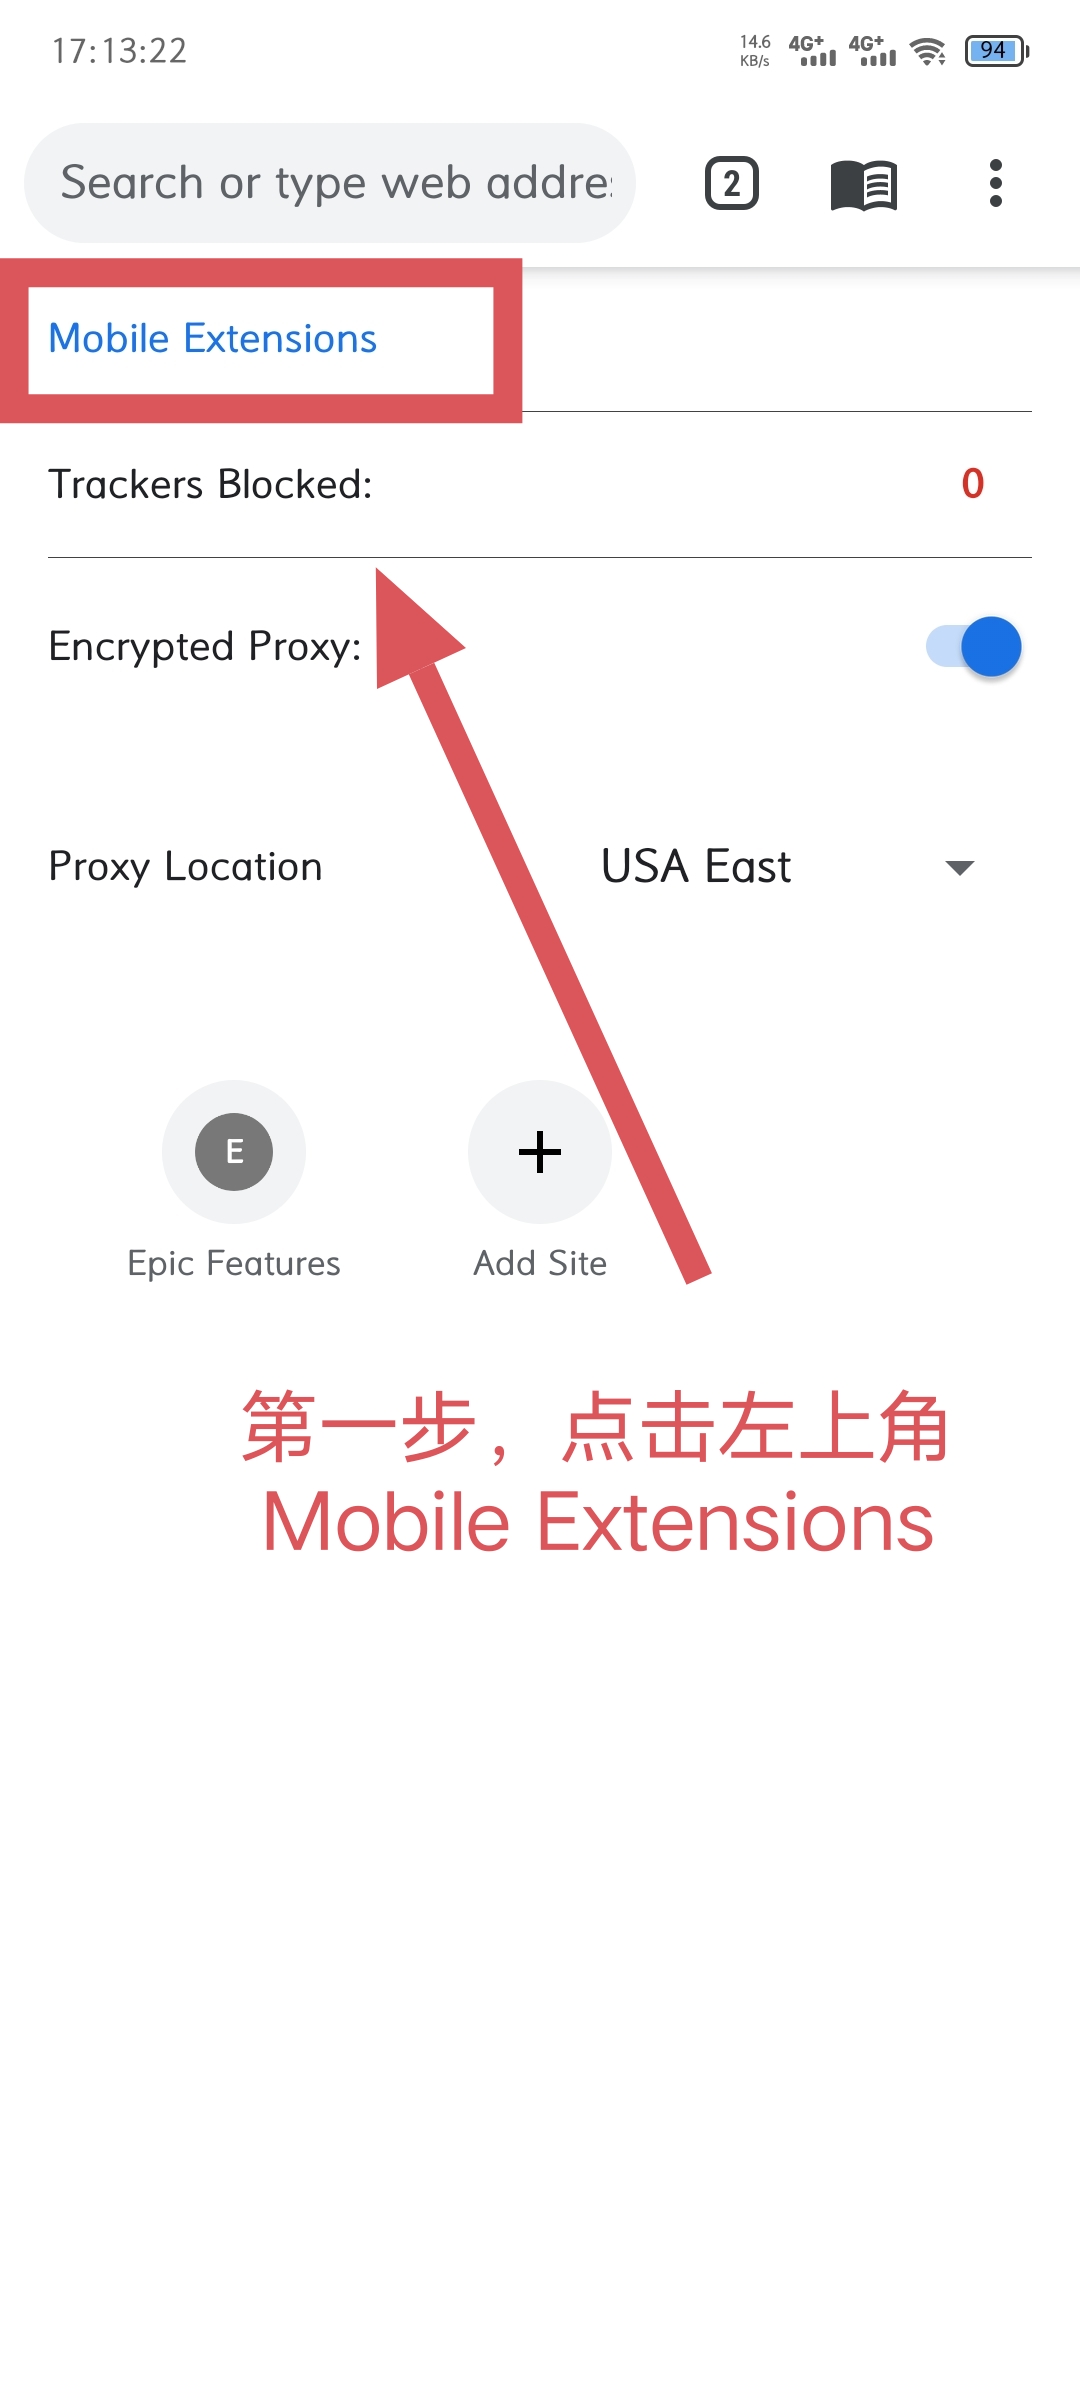 17:13:22
14.6
KB/s
4G+
4G+
94
Search or type web addre
2
Mobile Extensions
Trackers Blocked:
0
Encrypted Proxy:
Proxy Location
USA East
E
Epic Features
Add Site
第一步，点击左上角
Mobile Extensions